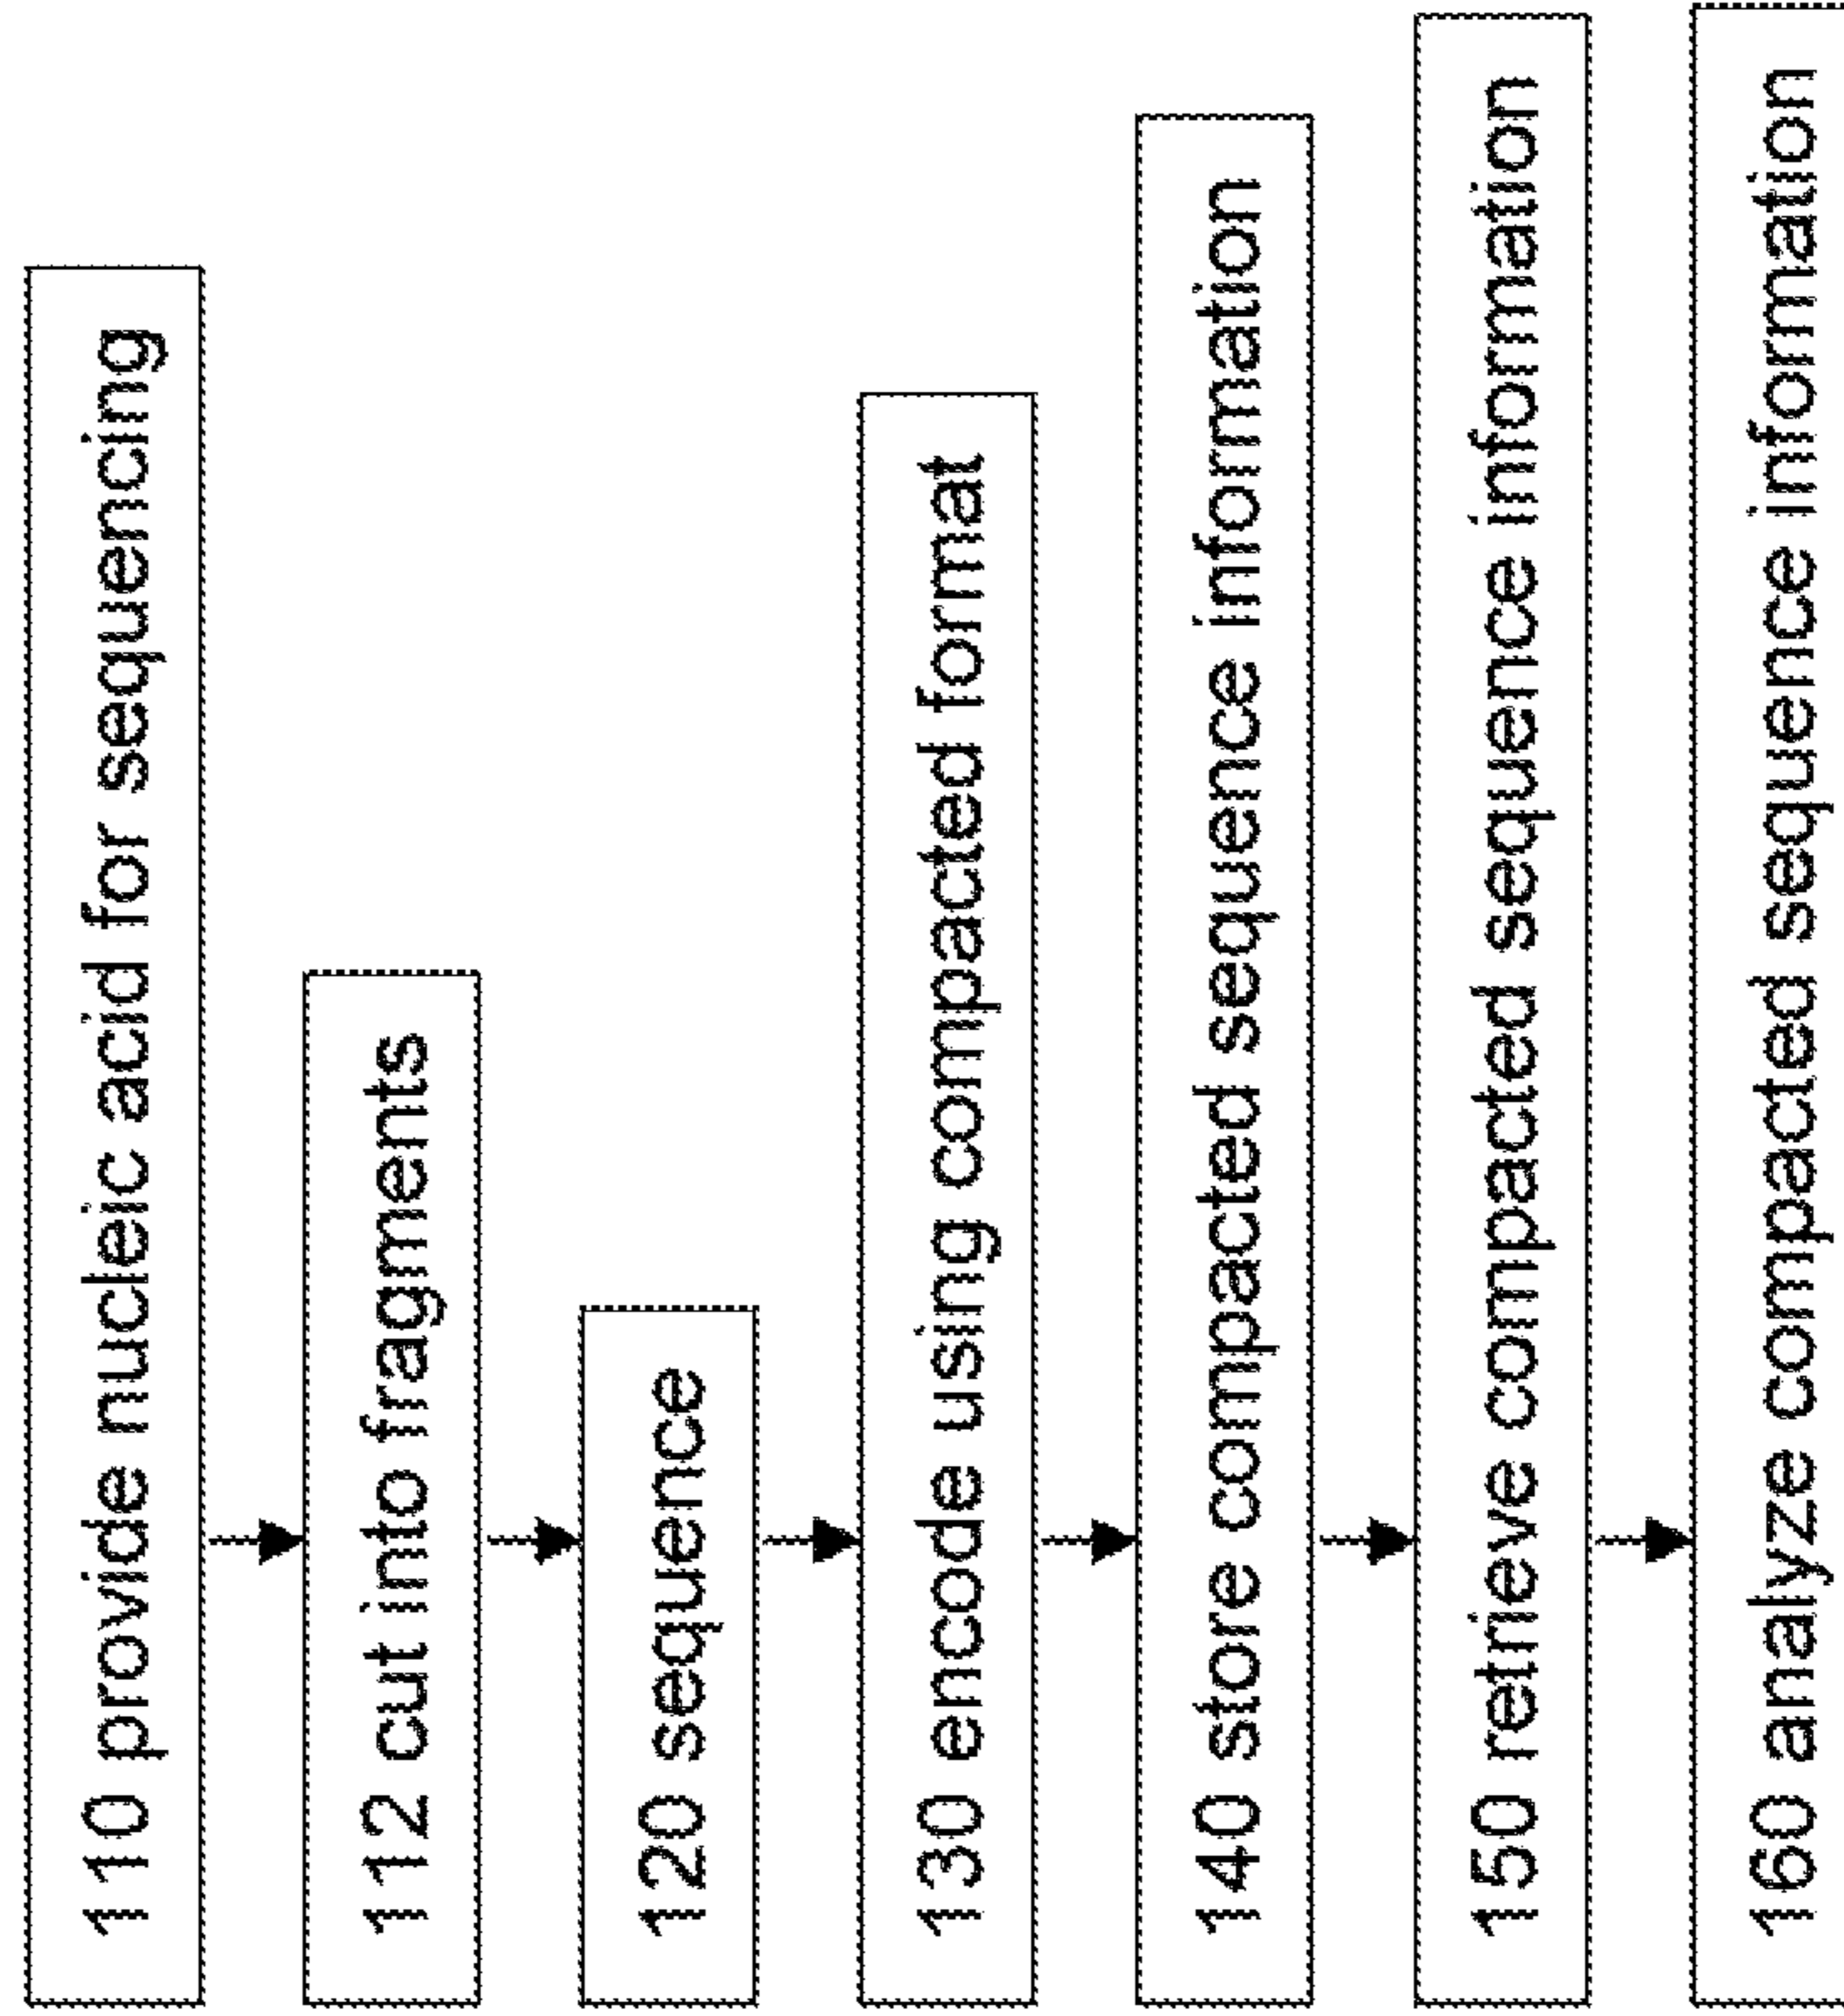 110 provide nucleic acid for sequencing
112 cut into fragments
120 sequence
130 encode using compacted format
140 store compacted sequence information
150 retrieve compacted sequence information
160 analyze compacted sequence information